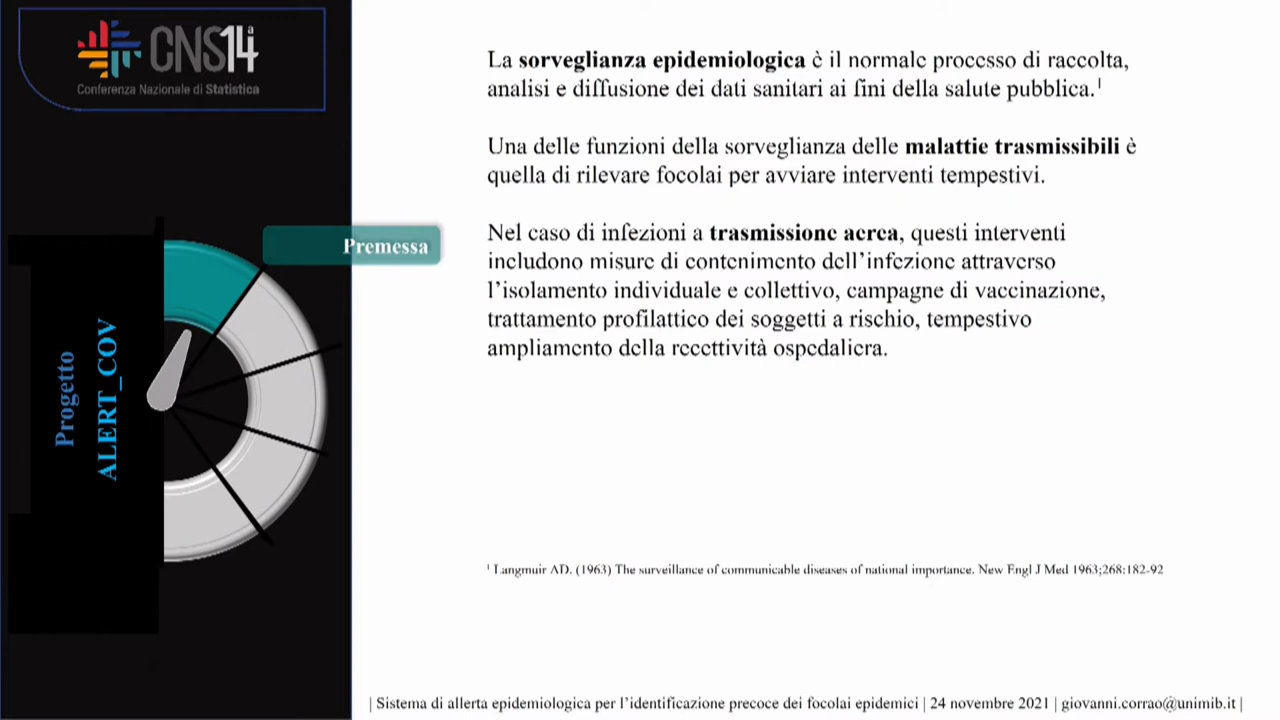 CNS14ª
Conferenza Nazionale di Statistica
La sorveglianza epidemiologica è il normale processo di raccolta,
analisi e diffusione dei dati sanitari ai fini della salute pubblica.¹
Una delle funzioni della sorveglianza delle malattie trasmissibili è
quella di rilevare focolai per avviare interventi tempestivi.
Premessa
Nel caso di infezioni a trasmissione aerea, questi interventi
includono misure di contenimento dell’infezione attraverso
l’isolamento individuale e collettivo, campagne di vaccinazione,
trattamento profilattico dei soggetti a rischio, tempestivo
ampliamento della recettività ospedaliera.
Progetto
ALERT_COV
¹ Langmuir AD. (1963) The surveillance of communicable diseases of national importance. New Engl J Med 1963;268:182-92
| Sistema di allerta epidemiologica per l’identificazione precoce dei focolai epidemici | 24 novembre 2021 | giovanni.corrao@unimib.it |